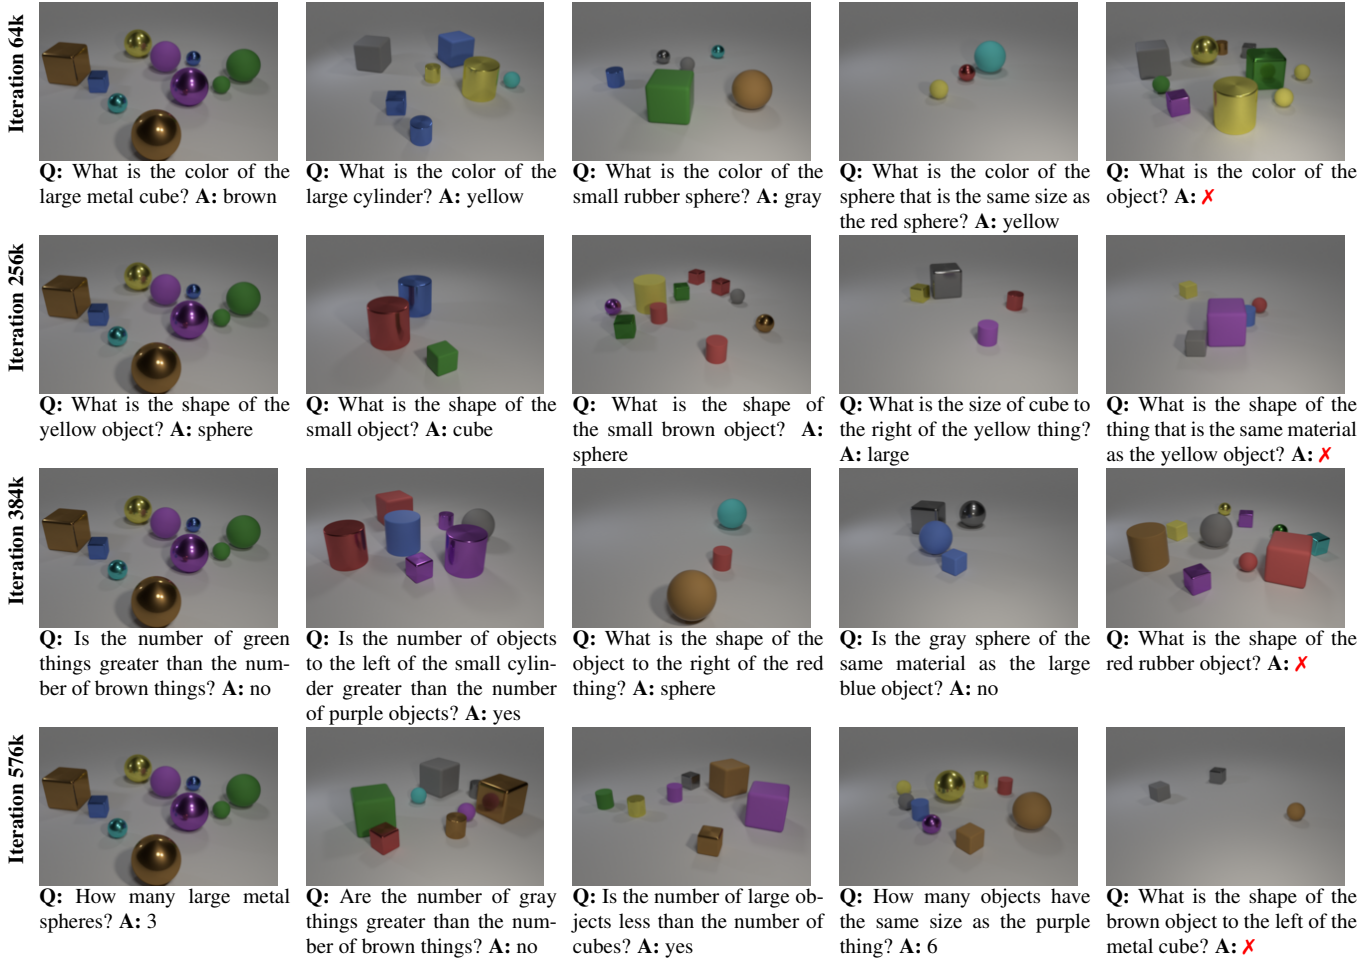 Iteration 64k
Q: What is the color of the
large metal cube? A: brown
Q: What is the color of the
large cylinder? A: yellow
Q: What is the color of the
small rubber sphere? A: gray
Q: What is the color of the
sphere that is the same size as
the red sphere? A: yellow
Q: What is the color of the
object? A: ✗
Iteration 256k
Q: What is the shape of the
yellow object? A: sphere
Q: What is the shape of the
small object? A: cube
Q: What is the shape of
the small brown object? A:
sphere
Q: What is the size of cube to
the right of the yellow thing?
A: large
Q: What is the shape of the
thing that is the same material
as the yellow object? A: ✗
Iteration 384k
Q: Is the number of green
things greater than the num-
ber of brown things? A: no
Q: Is the number of objects
to the left of the small cylin-
der greater than the number
of purple objects? A: yes
Q: What is the shape of the
object to the right of the red
thing? A: sphere
Q: Is the gray sphere of the
same material as the large
blue object? A: no
Q: What is the shape of the
red rubber object? A: ✗
Iteration 576k
Q: How many large metal
spheres? A: 3
Q: Are the number of gray
things greater than the num-
ber of brown things? A: no
Q: Is the number of large ob-
jects less than the number of
cubes? A: yes
Q: How many objects have
the same size as the purple
thing? A: 6
Q: What is the shape of the
brown object to the left of the
metal cube? A: ✗